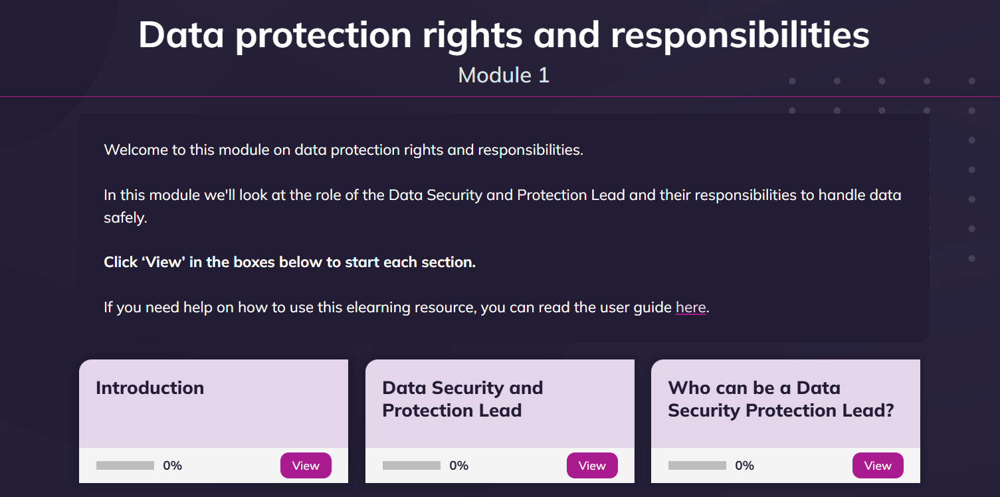 Data protection rights and responsibilities
Module 1
Welcome to this module on data protection rights and responsibilities.
In this module we'll look at the role of the Data Security and Protection Lead and their responsibilities to handle data
safely.
Click ‘View’ in the boxes below to start each section.
If you need help on how to use this elearning resource, you can read the user guide here.
Introduction
0%
View
Data Security and
Protection Lead
0%
View
Who can be a Data
Security Protection Lead?
0%
View